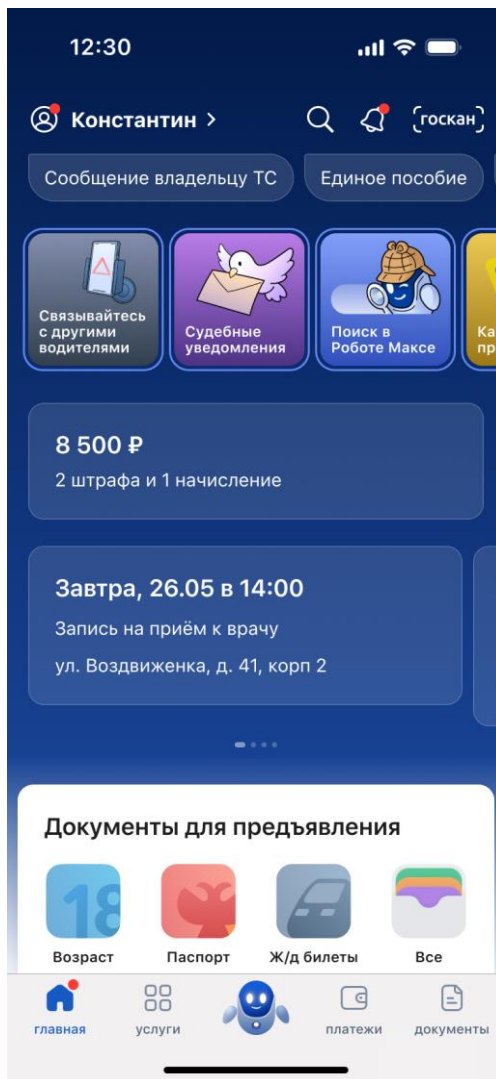 12:30
Константин >
госкан
Сообщение владельцу ТС
Единое пособие
Связывайтесь
с другими
водителями
Судебные
уведомления
Поиск в
Роботе Максе
Ка
пр
8 500 ₽
2 штрафа и 1 начисление
Завтра, 26.05 в 14:00
Запись на приём к врачу
ул. Воздвиженка, д. 41, корп 2
Документы для предъявления
18
Возраст
Паспорт
Ж/д билеты
Все
главная
услуги
платежи
документы